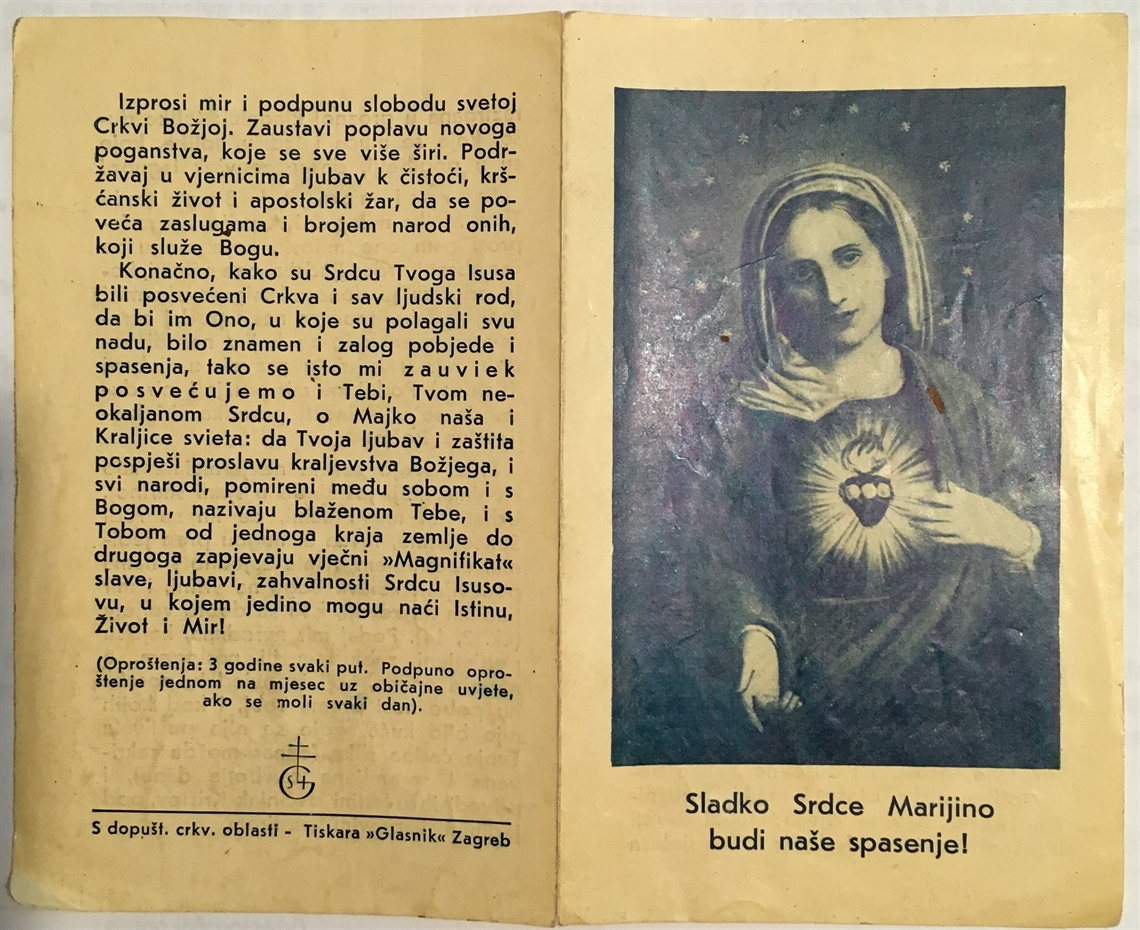 Izprosi mir i podpunu slobodu svetoj
Crkvi Božjoj. Zaustavi poplavu novoga
poganstva, koje se sve više širi. Podr-
žavaj u vjernicima ljubav k čistoći, krš-
ćanski život i apostolski žar, da se po-
veća zaslugama i brojem narod onih,
koji služe Bogu.
Konačno, kako su Srdcu Tvoga Isusa
bili posvećeni Crkva i sav ljudski rod,
da bi im Ono, u koje su polagali svu
nadu, bilo znamen i zalog pobjede i
spasenja, tako se isto mi zauviek
posvećujemo i Tebi, Tvom ne-
okaljanom Srdcu, o Majko naša i
Kraljice svieta: da Tvoja ljubav i zaštita
pospješi proslavu kraljevstva Božjega, i
svi narodi, pomireni među sobom i s
Bogom, nazivaju blaženom Tebe, i s
Tobom od jednoga kraja zemlje do
drugoga zapjevaju vječni »Magnifikat«
slave, ljubavi, zahvalnosti Srdcu Isuso-
vu, u kojem jedino mogu naći Istinu,
Život i Mir!
(Oproštenja: 3 godine svaki put. Podpuno opro-
štenje jednom na mjesec uz običajne uvjete,
ako se moli svaki dan).
S dopušt. crkv. oblasti - Tiskara »Glasnik« Zagreb
Sladko Srdce Marijino
budi naše spasenje!